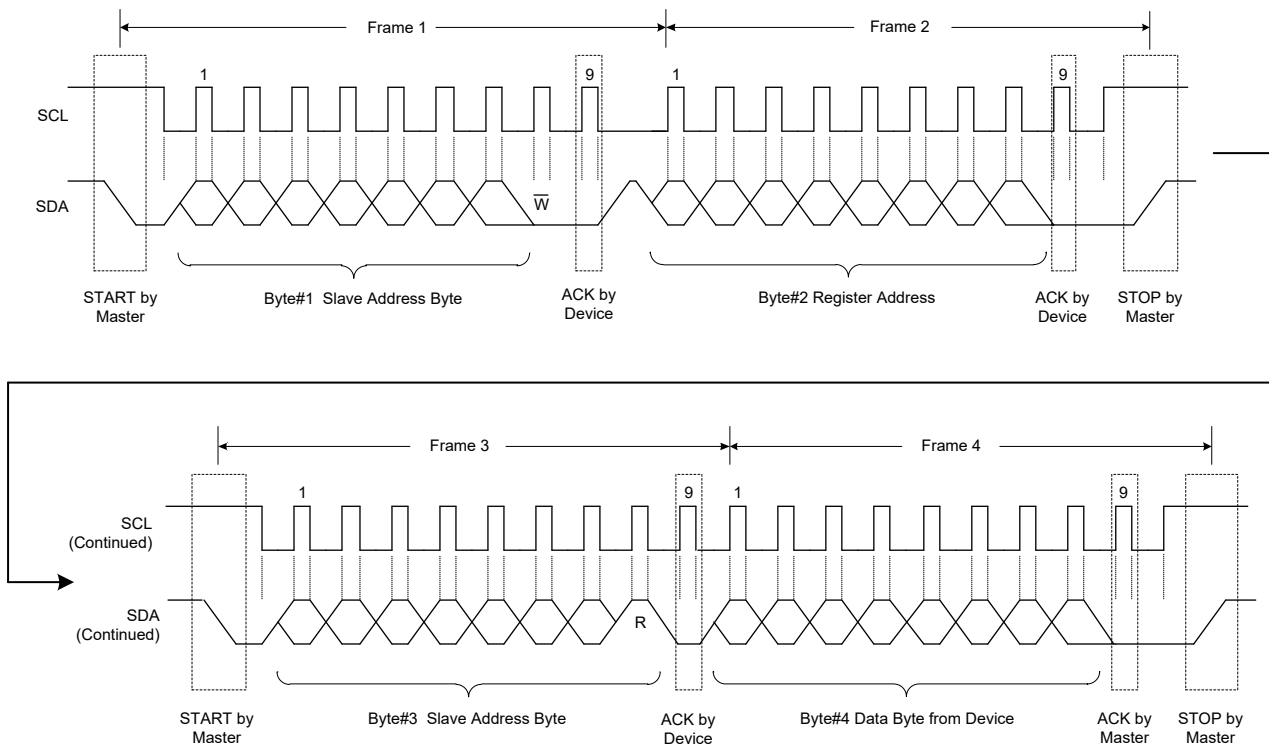 Frame 1
Frame 2
1
9
1
9
SCL
SDA
W̅
START by
Master
Byte#1 Slave Address Byte
ACK by
Device
Byte#2 Register Address
ACK by
Device
STOP by
Master
Frame 3
Frame 4
1
9
1
9
SCL
(Continued)
SDA
(Continued)
R
START by
Master
Byte#3 Slave Address Byte
ACK by
Device
Byte#4 Data Byte from Device
ACK by
Master
STOP by
Master